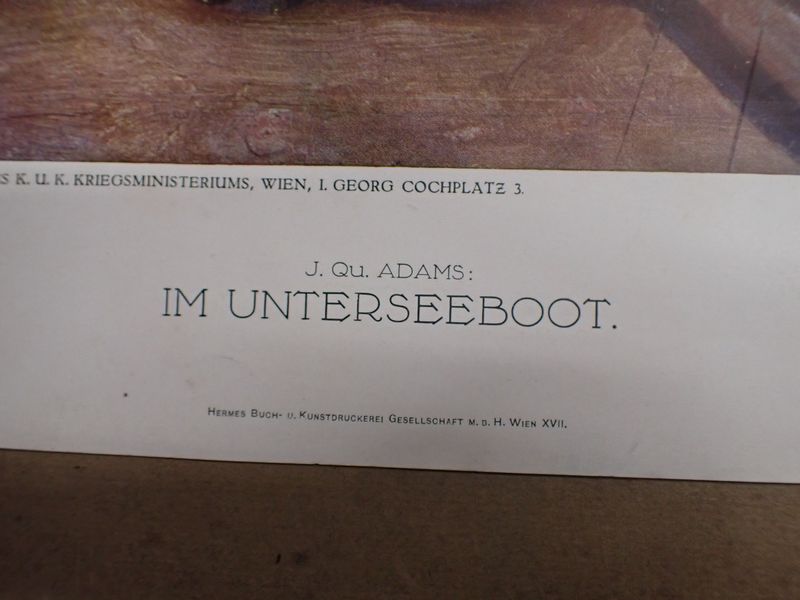 K. U. K. KRIEGSMINISTERIUMS, WIEN, I. GEORG COCHPLATZ 3.
J. QU. ADAMS:
IM UNTERSEEBOOT.
HERMES BUCH- U. KUNSTDRUCKEREI GESELLSCHAFT M. B. H. WIEN XVII.